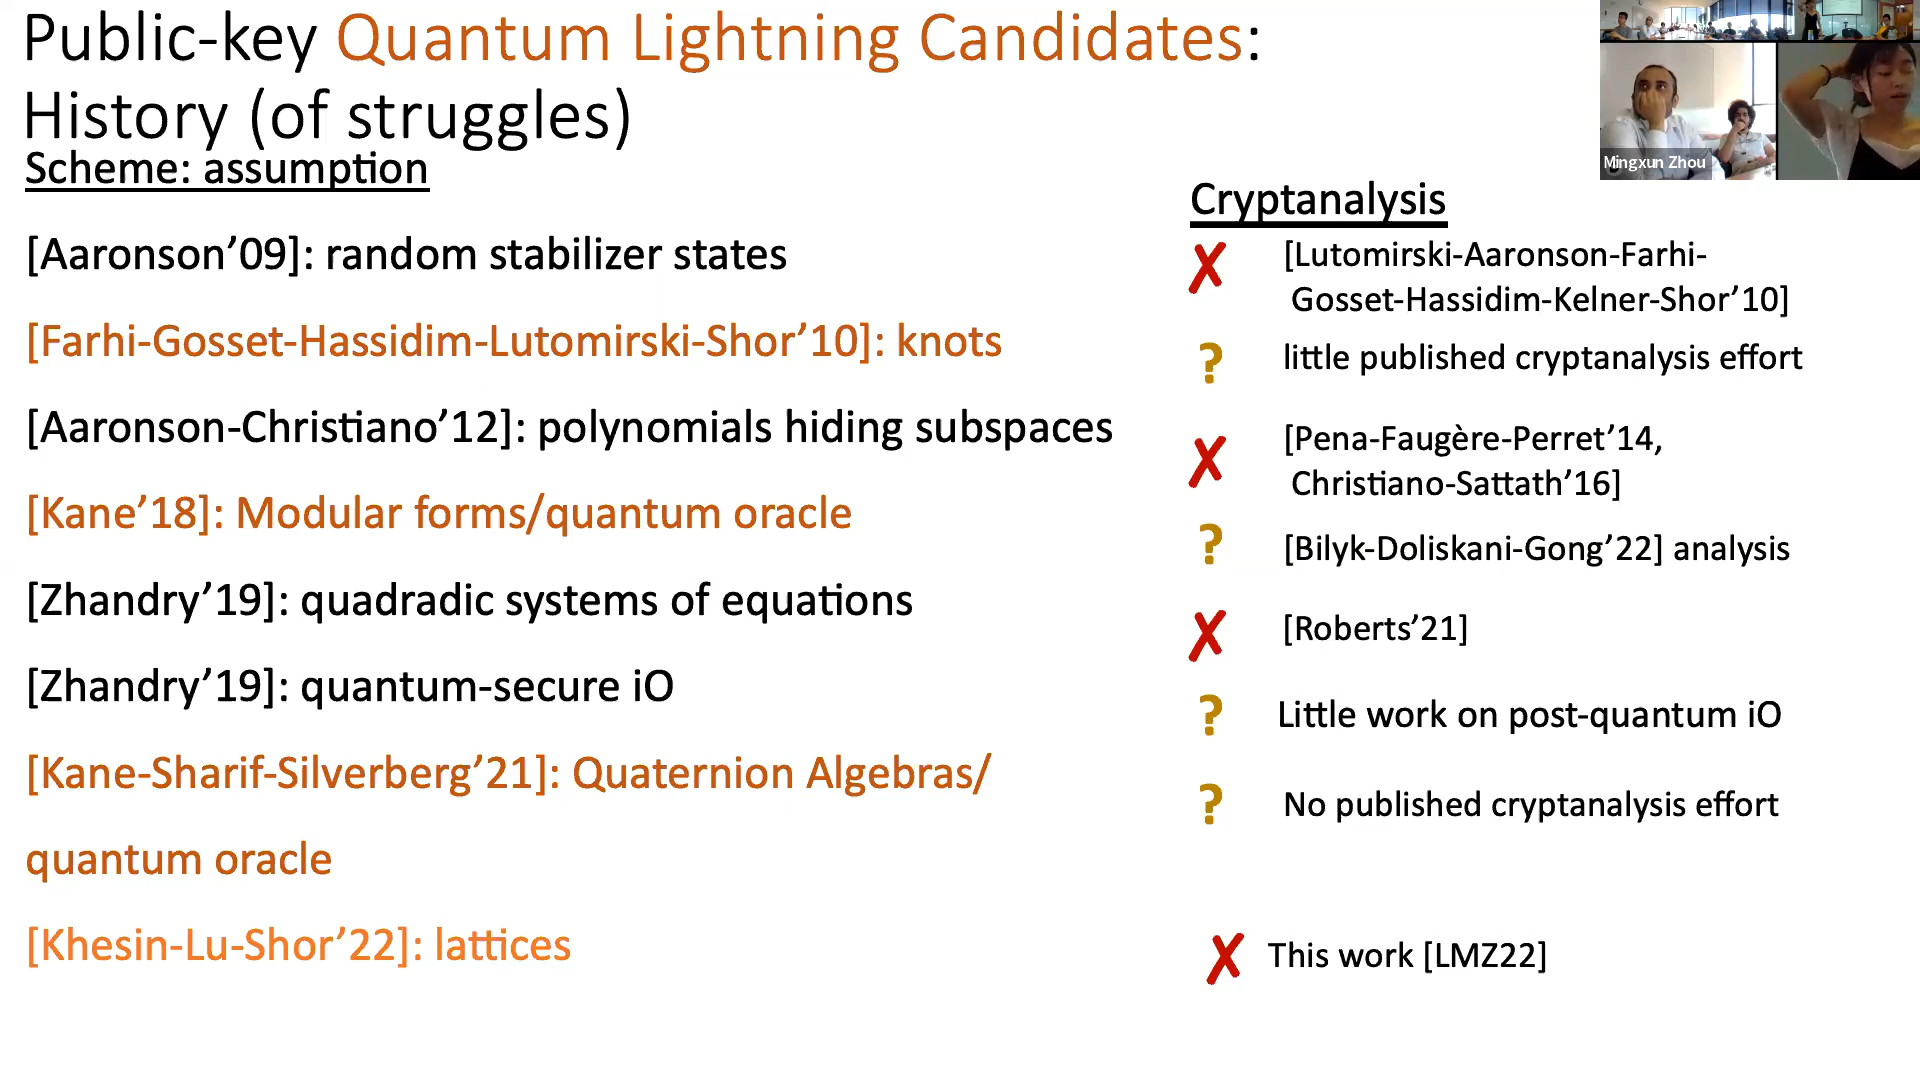 Public-key Quantum Lightning Candidates:
History (of struggles)
Scheme: assumption
Cryptanalysis
[Aaronson’09]: random stabilizer states
✗ [Lutomirski-Aaronson-Farhi-
Gosset-Hassidim-Kelner-Shor’10]
[Farhi-Gosset-Hassidim-Lutomirski-Shor’10]: knots
? little published cryptanalysis effort
[Aaronson-Christiano’12]: polynomials hiding subspaces
✗ [Pena-Faugère-Perret’14,
Christiano-Sattath’16]
[Kane’18]: Modular forms/quantum oracle
? [Bilyk-Doliskani-Gong’22] analysis
[Zhandry’19]: quadradic systems of equations
✗ [Roberts’21]
[Zhandry’19]: quantum-secure iO
? Little work on post-quantum iO
[Kane-Sharif-Silverberg’21]: Quaternion Algebras/
quantum oracle
? No published cryptanalysis effort
[Khesin-Lu-Shor’22]: lattices
✗ This work [LMZ22]
Mingxun Zhou